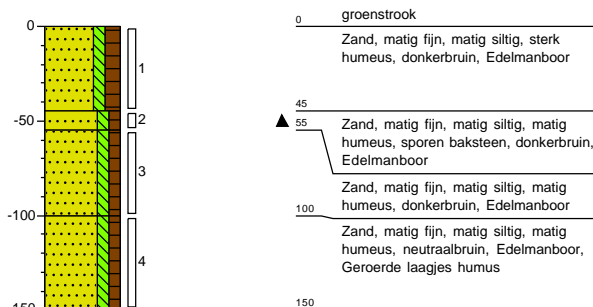 0
-50
-100
-150
1
2
3
4
0
groenstrook
Zand, matig fijn, matig siltig, sterk
humeus, donkerbruin, Edelmanboor
45
55
Zand, matig fijn, matig siltig, matig
humeus, sporen baksteen, donkerbruin,
Edelmanboor
Zand, matig fijn, matig siltig, matig
humeus, donkerbruin, Edelmanboor
100
Zand, matig fijn, matig siltig, matig
humeus, neutraalbruin, Edelmanboor,
Geroerde laagjes humus
150